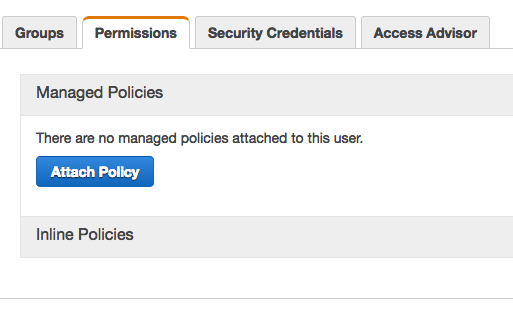 Groups
Permissions
Security Credentials
Access Advisor
Managed Policies
There are no managed policies attached to this user.
Attach Policy
Inline Policies